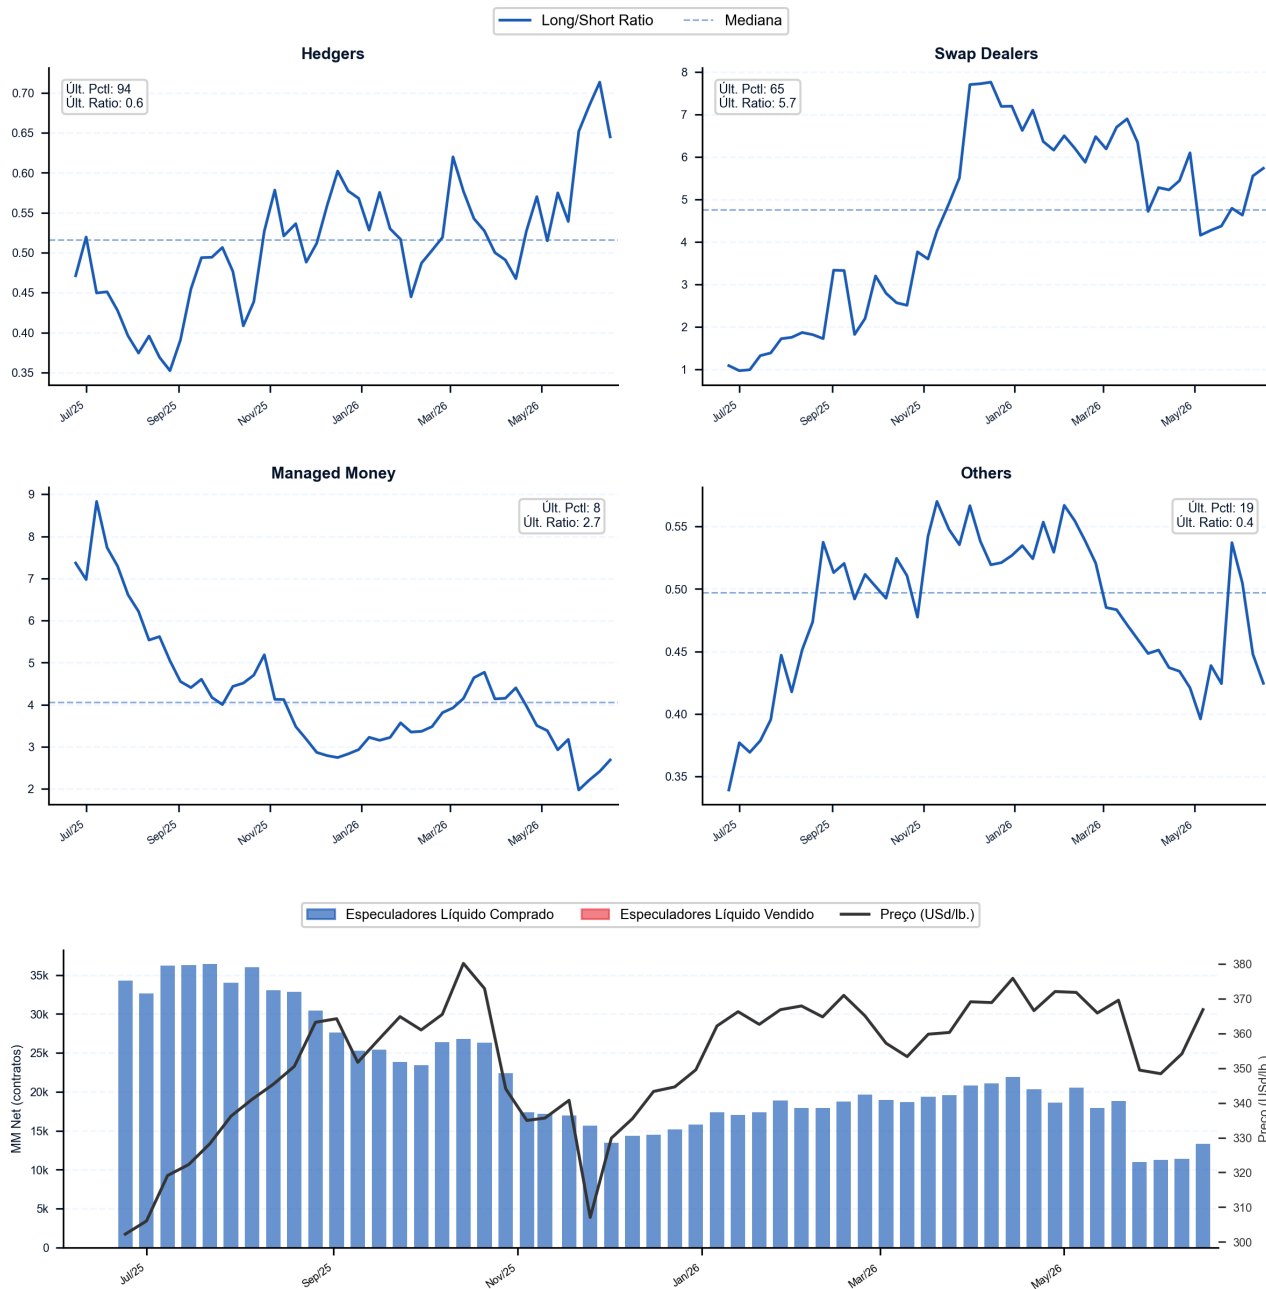 Long/Short Ratio Mediana
Hedgers
Últ. Pctl: 94
Últ. Ratio: 0.6
0.70
0.65
0.60
0.55
0.50
0.45
0.40
0.35
Jul/25 Sep/25 Nov/25 Jan/26 Mar/26 May/26
Swap Dealers
Últ. Pctl: 65
Últ. Ratio: 5.7
8
7
6
5
4
3
2
1
Jul/25 Sep/25 Nov/25 Jan/26 Mar/26 May/26
Managed Money
Últ. Pctl: 8
Últ. Ratio: 2.7
9
8
7
6
5
4
3
2
Jul/25 Sep/25 Nov/25 Jan/26 Mar/26 May/26
Others
Últ. Pctl: 19
Últ. Ratio: 0.4
0.55
0.50
0.45
0.40
0.35
Jul/25 Sep/25 Nov/25 Jan/26 Mar/26 May/26
Especuladores Líquido Comprado Especuladores Líquido Vendido Preço (USd/lb.)
MM Net (contratos)
35k
30k
25k
20k
15k
10k
5k
0
380
370
360
350
340
330
320
310
300
Preço (USd/lb.)
Jul/25 Sep/25 Nov/25 Jan/26 Mar/26 May/26